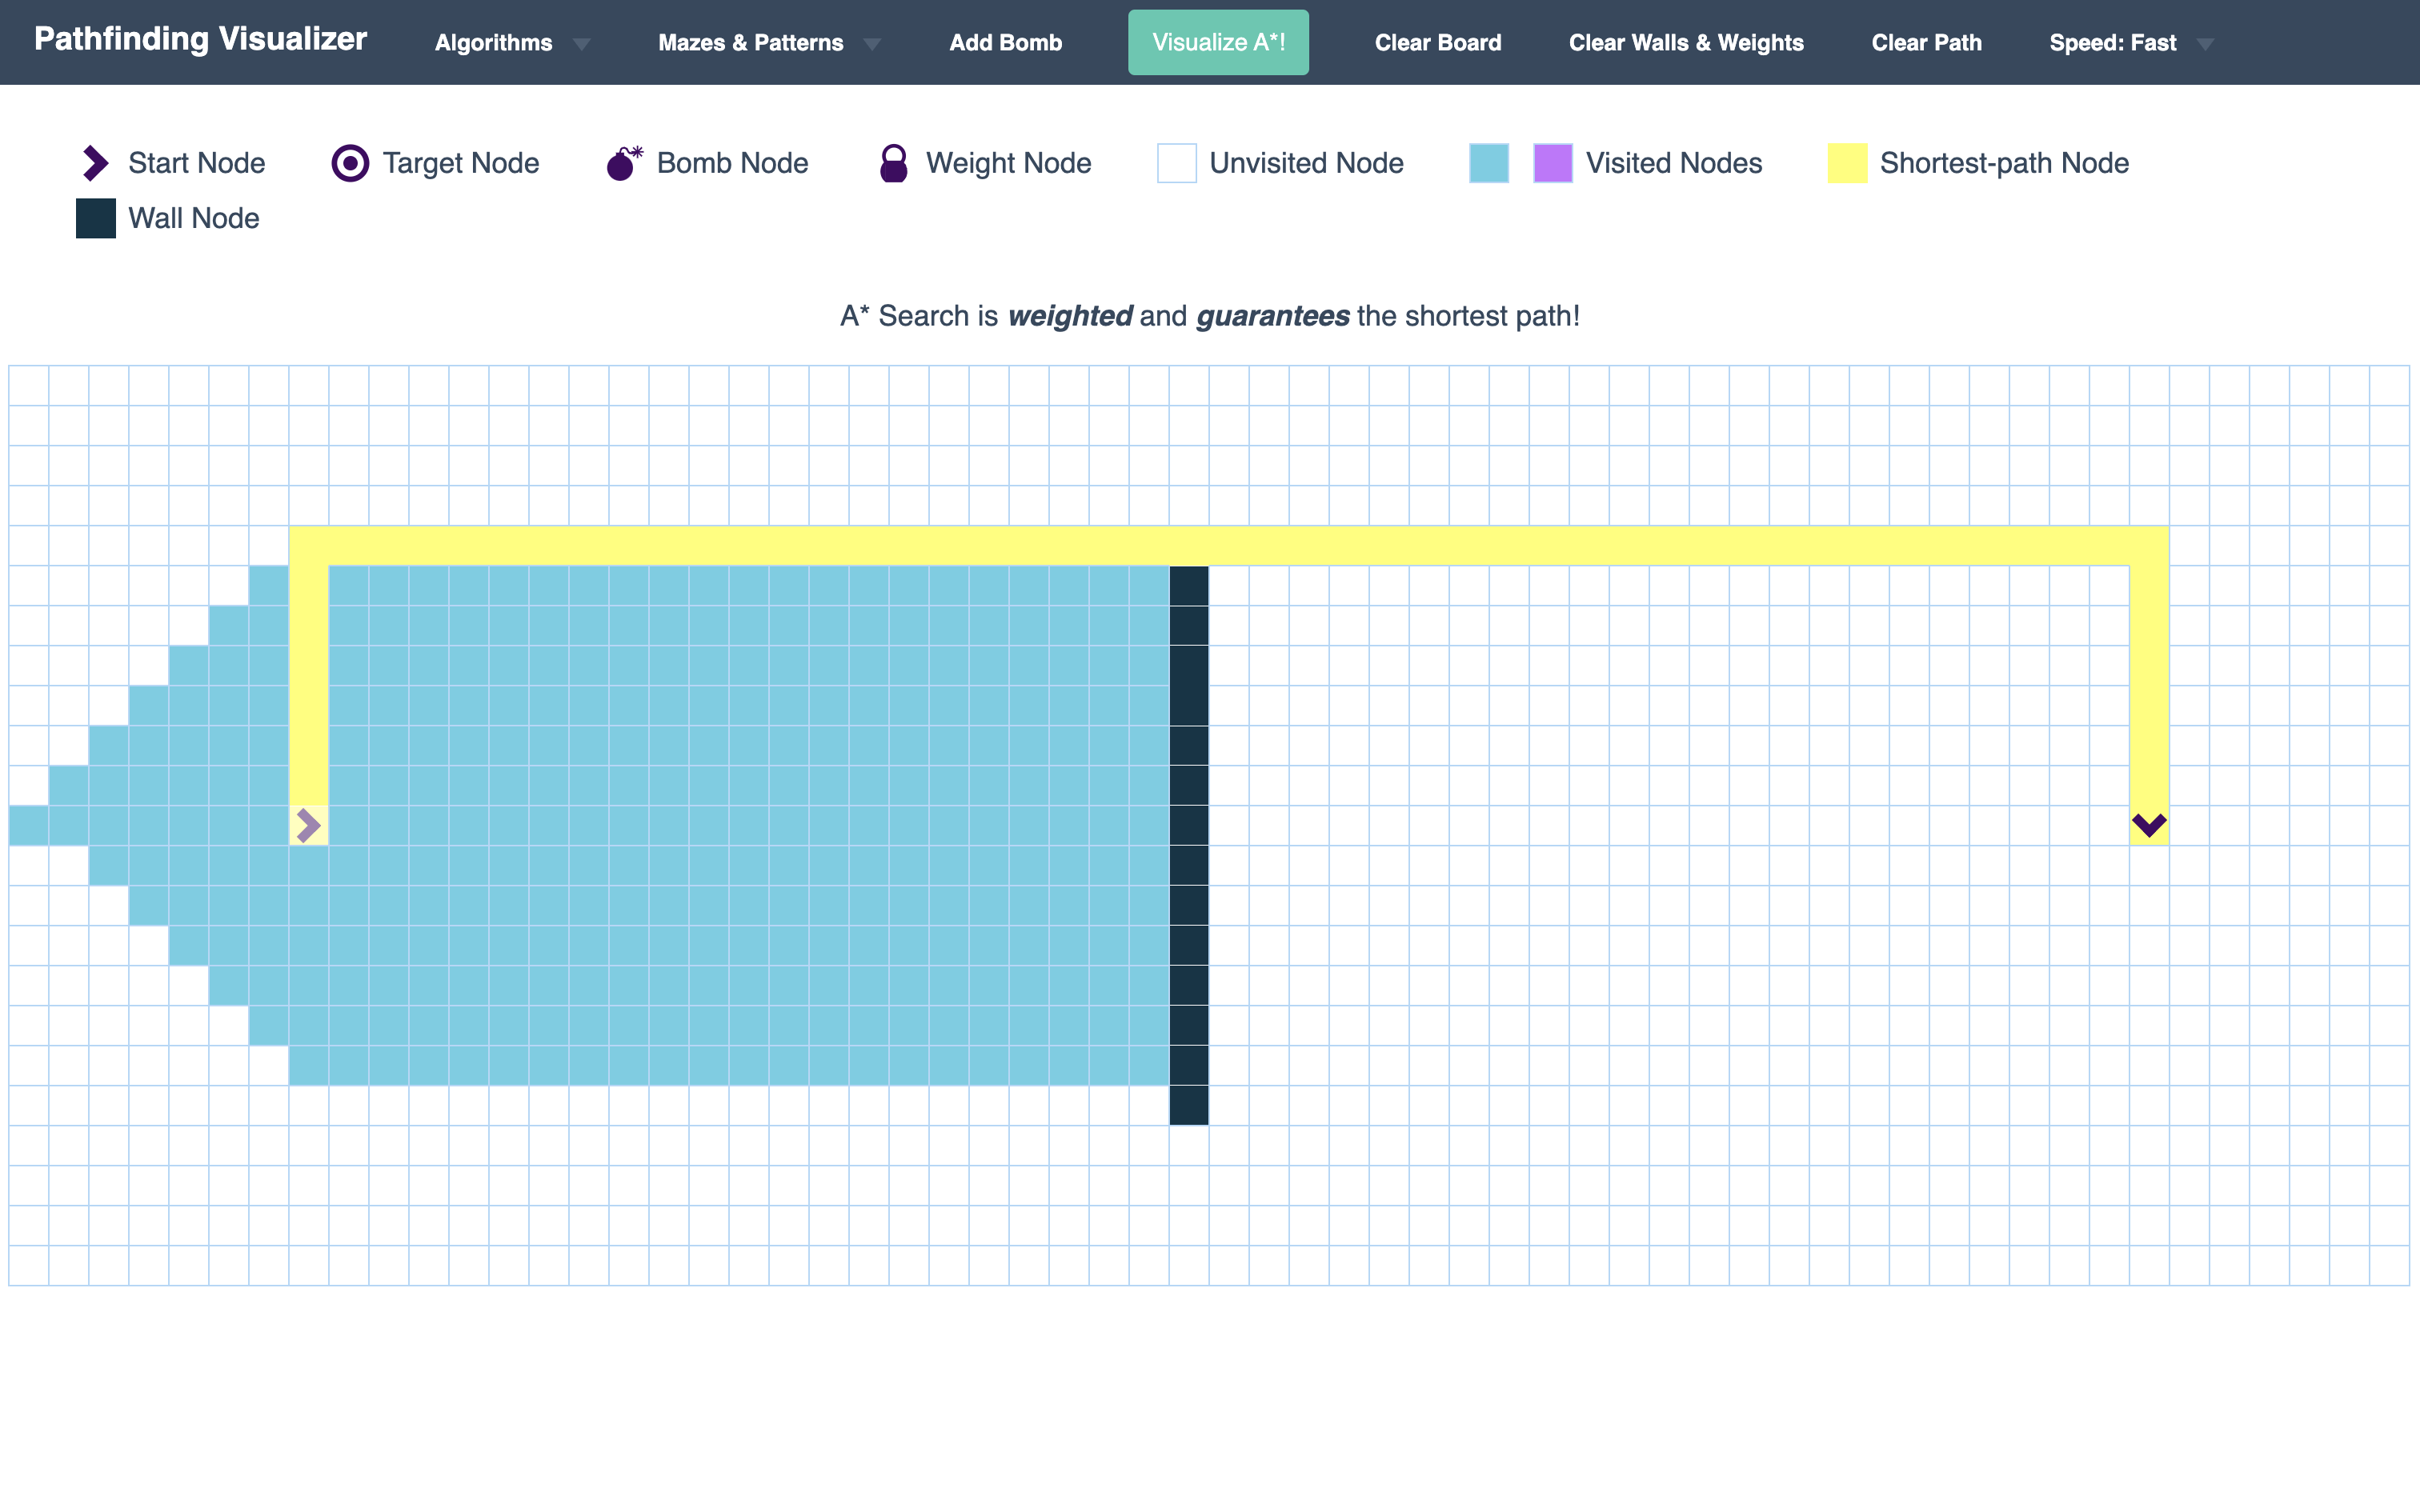 Pathfinding Visualizer Algorithms Mazes & Patterns Add Bomb Visualize A*! Clear Board Clear Walls & Weights Clear Path Speed: Fast
Start Node Target Node Bomb Node Weight Node Unvisited Node Visited Nodes Shortest-path Node
Wall Node
A* Search is weighted and guarantees the shortest path!